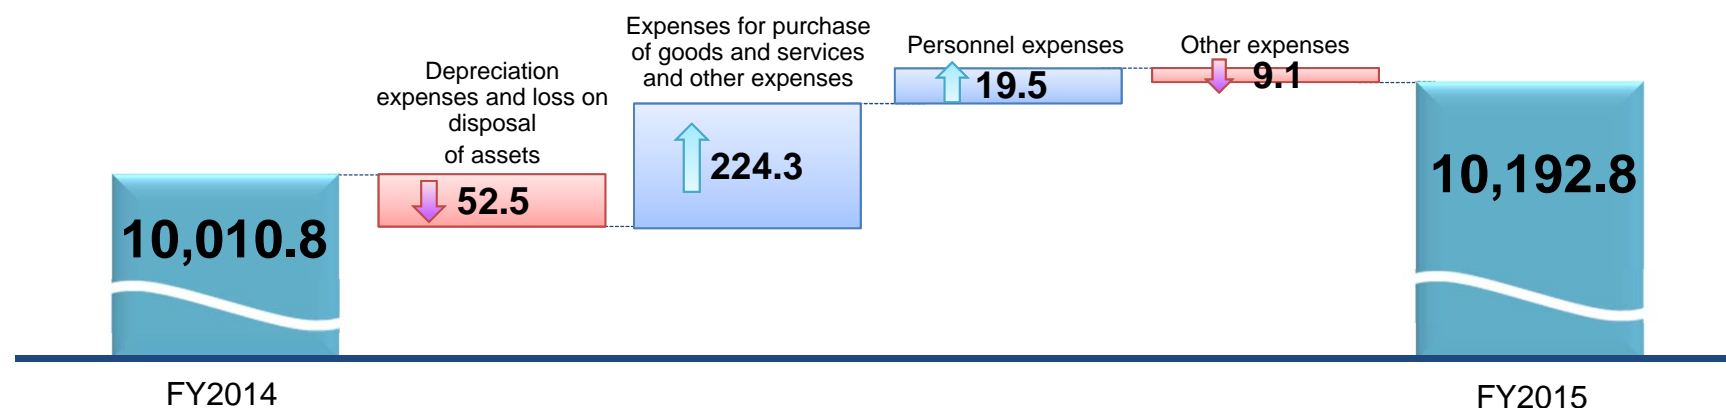 Depreciation
expenses and loss on
disposal
of assets
Expenses for purchase
of goods and services
and other expenses
Personnel expenses
Other expenses
10,010.8
52.5
224.3
19.5
9.1
10,192.8
FY2014
FY2015